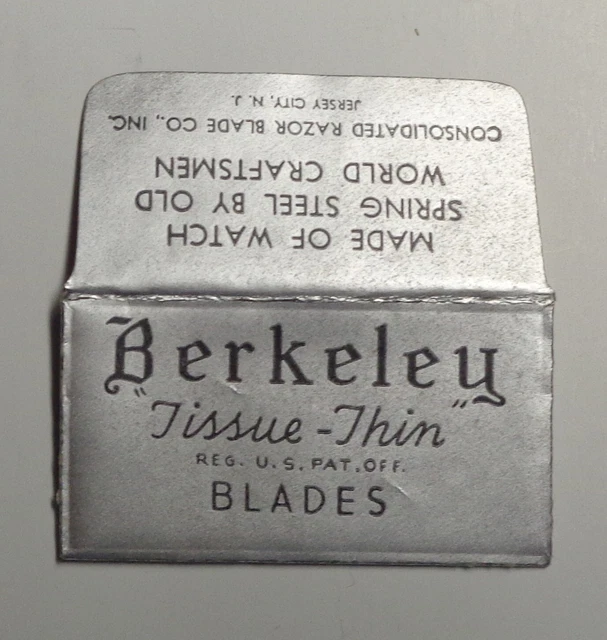 MADE OF WATCH
SPRING STEEL BY OLD
WORLD CRAFTSMEN
CONSOLIDATED RAZOR BLADE CO., INC.
JERSEY CITY, N. J.
Berkeley
"Tissue-Thin"
REG. U.S. PAT. OFF.
BLADES